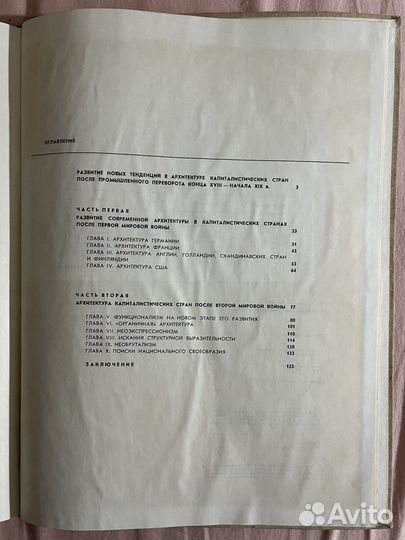 ОГЛАВЛЕНИЕ
РАЗВИТИЕ НОВЫХ ТЕНДЕНЦИЙ В АРХИТЕКТУРЕ КАПИТАЛИСТИЧЕСКИХ СТРАН
ПОСЛЕ ПРОМЫШЛЕННОГО ПЕРЕВОРОТА КОНЦА XVIII — НАЧАЛА XIX в. 3
ЧАСТЬ ПЕРВАЯ
РАЗВИТИЕ СОВРЕМЕННОЙ АРХИТЕКТУРЫ В КАПИТАЛИСТИЧЕСКИХ СТРАНАХ
ПОСЛЕ ПЕРВОЙ МИРОВОЙ ВОЙНЫ 23
ГЛАВА I. АРХИТЕКТУРА ГЕРМАНИИ 31
ГЛАВА II. АРХИТЕКТУРА ФРАНЦИИ 43
ГЛАВА III. АРХИТЕКТУРА АНГЛИИ, ГОЛЛАНДИИ, СКАНДИНАВСКИХ СТРАН
И ФИНЛЯНДИИ 53
ГЛАВА IV. АРХИТЕКТУРА США 64
ЧАСТЬ ВТОРАЯ
АРХИТЕКТУРА КАПИТАЛИСТИЧЕСКИХ СТРАН ПОСЛЕ ВТОРОЙ МИРОВОЙ ВОЙНЫ 77
ГЛАВА V. ФУНКЦИОНАЛИЗМ НА НОВОМ ЭТАПЕ ЕГО РАЗВИТИЯ 80
ГЛАВА VI. «ОРГАНИЧНАЯ» АРХИТЕКТУРА 101
ГЛАВА VII. НЕОЭКСПРЕССИОНИЗМ 110
ГЛАВА VIII. ИСКАНИЯ СТРУКТУРНОЙ ВЫРАЗИТЕЛЬНОСТИ 114
ГЛАВА IX. НЕОБРУТАЛИЗМ 120
ГЛАВА X. ПОИСКИ НАЦИОНАЛЬНОГО СВОЕОБРАЗИЯ 123
ЗАКЛЮЧЕНИЕ 135
Avito